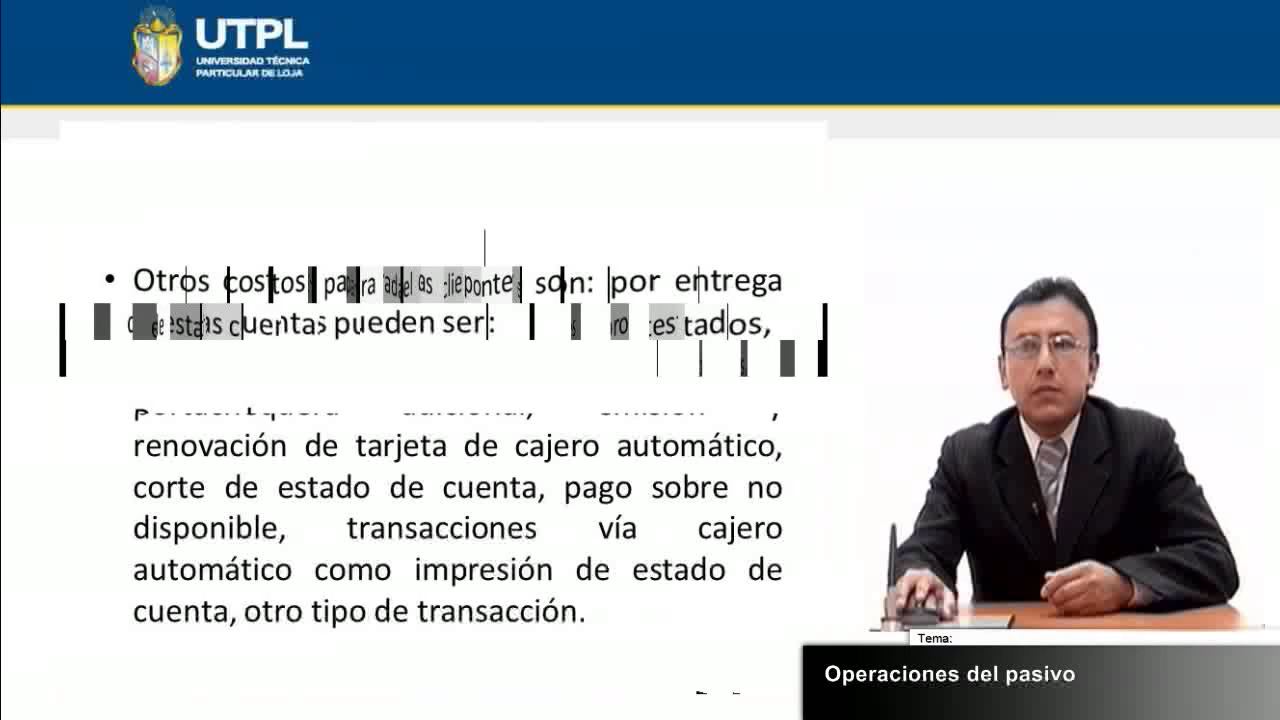 UTPL
UNIVERSIDAD TÉCNICA
PARTICULAR DE LOJA
• Otros costos para son: por entrega
cuentas pueden ser:
renovación de tarjeta de cajero automático,
corte de estado de cuenta, pago sobre no
disponible, transacciones vía cajero
automático como impresión de estado de
cuenta, otro tipo de transacción.
Tema:
Operaciones del pasivo